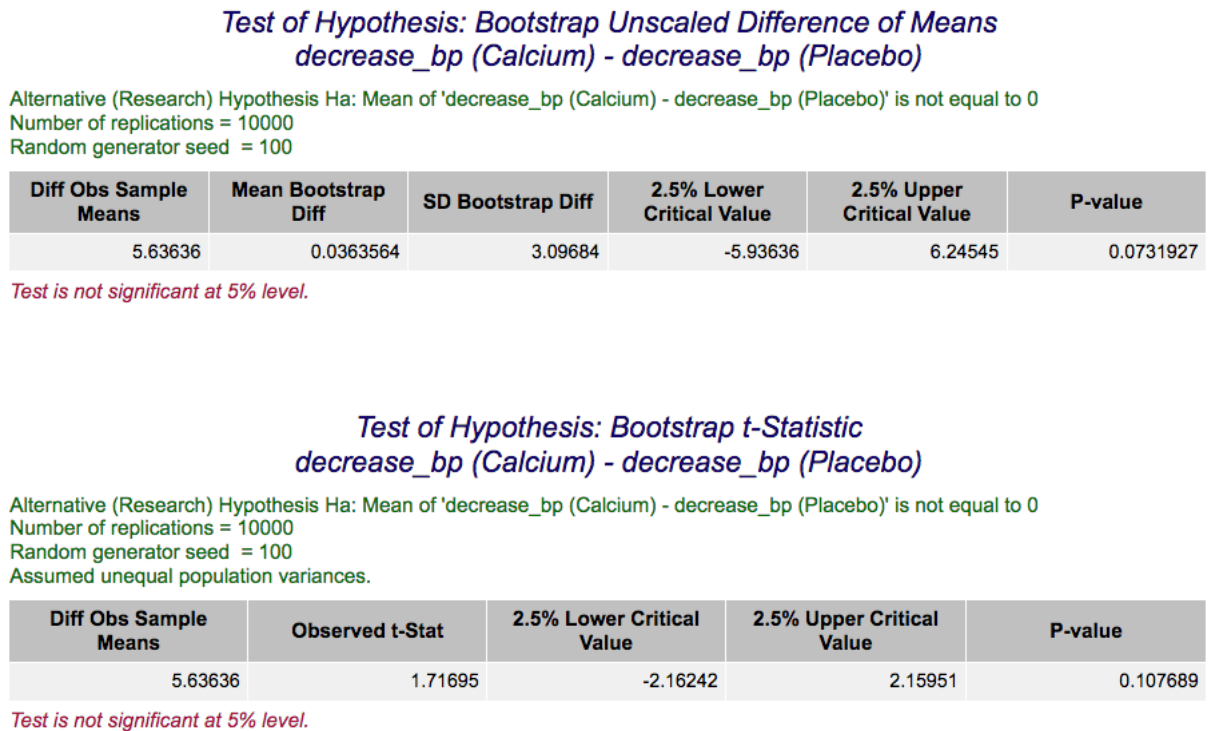 Test of Hypothesis: Bootstrap Unscaled Difference of Means
decrease_bp (Calcium) - decrease_bp (Placebo)
Alternative (Research) Hypothesis Ha: Mean of 'decrease_bp (Calcium) - decrease_bp (Placebo)' is not equal to 0
Number of replications = 10000
Random generator seed = 100
Diff Obs Sample Means Mean Bootstrap Diff SD Bootstrap Diff 2.5% Lower Critical Value 2.5% Upper Critical Value P-value
5.63636 0.0363564 3.09684 -5.93636 6.24545 0.0731927
Test is not significant at 5% level.
Test of Hypothesis: Bootstrap t-Statistic
decrease_bp (Calcium) - decrease_bp (Placebo)
Alternative (Research) Hypothesis Ha: Mean of 'decrease_bp (Calcium) - decrease_bp (Placebo)' is not equal to 0
Number of replications = 10000
Random generator seed = 100
Assumed unequal population variances.
Diff Obs Sample Means Observed t-Stat 2.5% Lower Critical Value 2.5% Upper Critical Value P-value
5.63636 1.71695 -2.16242 2.15951 0.107689
Test is not significant at 5% level.